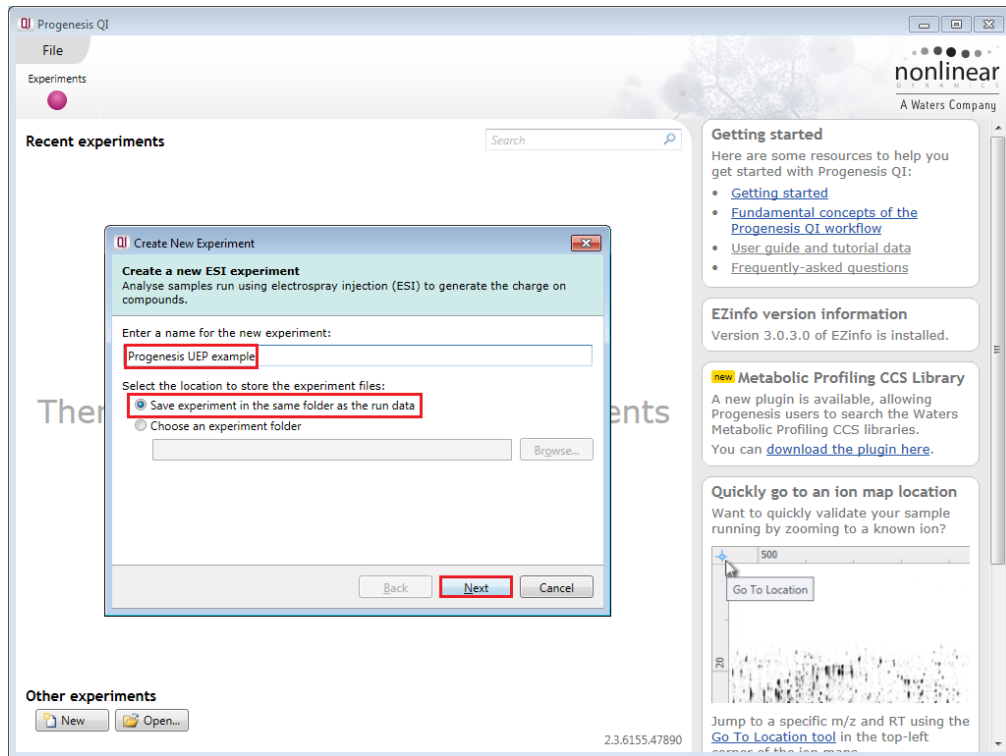 Progenesis QI
File
Experiments
nonlinear
DYNAMICS
A Waters Company
Recent experiments
Search
Ther
ents
Create New Experiment
Create a new ESI experiment
Analyse samples run using electrospray injection (ESI) to generate the charge on
compounds.
Enter a name for the new experiment:
Progenesis UEP example
Select the location to store the experiment files:
Save experiment in the same folder as the run data
Choose an experiment folder
Browse...
Back
Next
Cancel
Other experiments
New
Open...
2.3.6155.47890
Getting started
Here are some resources to help you
get started with Progenesis QI:
• Getting started
• Fundamental concepts of the
Progenesis QI workflow
• User guide and tutorial data
• Frequently-asked questions
EZinfo version information
Version 3.0.3.0 of EZinfo is installed.
new Metabolic Profiling CCS Library
A new plugin is available, allowing
Progenesis users to search the Waters
Metabolic Profiling CCS libraries.
You can download the plugin here.
Quickly go to an ion map location
Want to quickly validate your sample
running by zooming to a known ion?
500
Go To Location
20
Jump to a specific m/z and RT using the
Go To Location tool in the top-left
corner of the ion maps